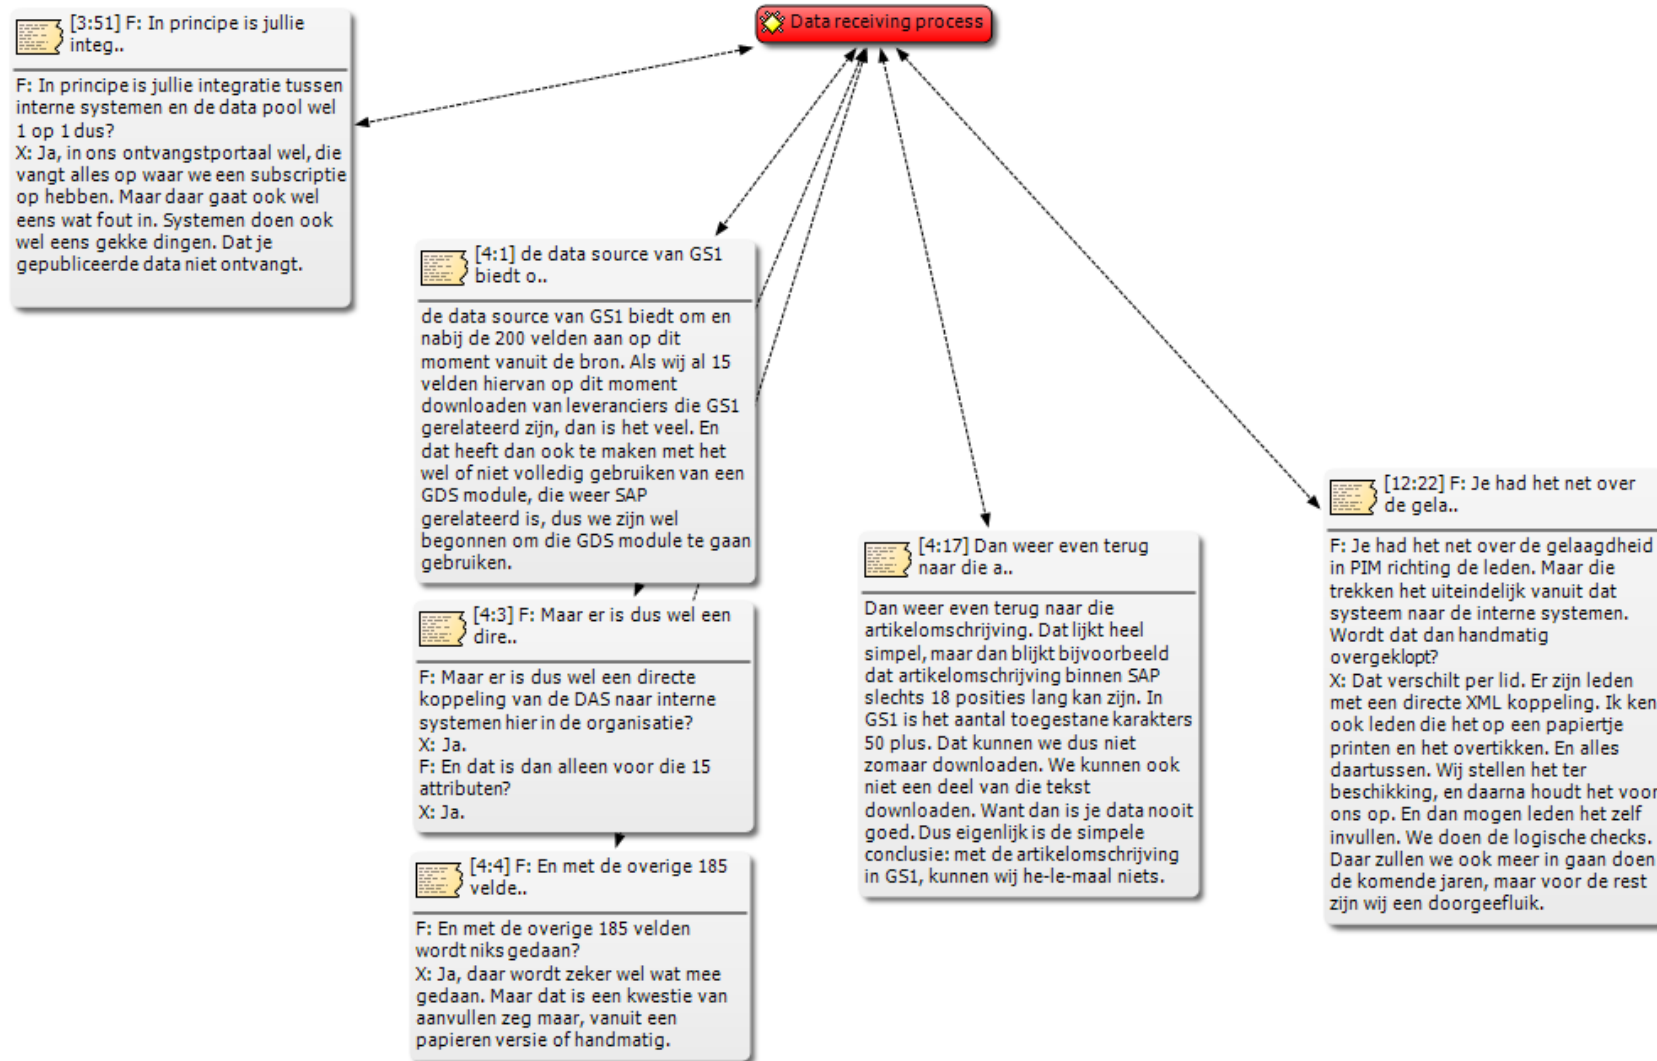 Data receiving process
[3:51] F: In principe is jullie
integ..
F: In principe is jullie integratie tussen
interne systemen en de data pool wel
1 op 1 dus?
X: Ja, in ons ontvangstportaal wel, die
vangt alles op waar we een subscriptie
op hebben. Maar daar gaat ook wel
eens wat fout in. Systemen doen ook
wel eens gekke dingen. Dat je
gepubliceerde data niet ontvangt.
[4:1] de data source van GS1
biedt o..
de data source van GS1 biedt om en
nabij de 200 velden aan op dit
moment vanuit de bron. Als wij al 15
velden hiervan op dit moment
downloaden van leveranciers die GS1
gerelateerd zijn, dan is het veel. En
dat heeft dan ook te maken met het
wel of niet volledig gebruiken van een
GDS module, die weer SAP
gerelateerd is, dus we zijn wel
begonnen om die GDS module te gaan
gebruiken.
[4:3] F: Maar er is dus wel een
dire..
F: Maar er is dus wel een directe
koppeling van de DAS naar interne
systemen hier in de organisatie?
X: Ja.
F: En dat is dan alleen voor die 15
attributen?
X: Ja.
[4:4] F: En met de overige 185
velde..
F: En met de overige 185 velden
wordt niks gedaan?
X: Ja, daar wordt zeker wel wat mee
gedaan. Maar dat is een kwestie van
aanvullen zeg maar, vanuit een
papieren versie of handmatig.
[4:17] Dan weer even terug
naar die a..
Dan weer even terug naar die
artikelomschrijving. Dat lijkt heel
simpel, maar dan blijkt bijvoorbeeld
dat artikelomschrijving binnen SAP
slechts 18 posities lang kan zijn. In
GS1 is het aantal toegestane karakters
50 plus. Dat kunnen we dus niet
zomaar downloaden. We kunnen ook
niet een deel van die tekst
downloaden. Want dan is je data nooit
goed. Dus eigenlijk is de simpele
conclusie: met de artikelomschrijving
in GS1, kunnen wij he-le-maal niets.
[12:22] F: Je had het net over
de gela..
F: Je had het net over de gelaagdheid
in PIM richting de leden. Maar die
trekken het uiteindelijk vanuit dat
systeem naar de interne systemen.
Wordt dat dan handmatig
overgeklopt?
X: Dat verschilt per lid. Er zijn leden
met een directe XML koppeling. Ik ken
ook leden die het op een papiertje
printen en het overtikken. En alles
daartussen. Wij stellen het ter
beschikking, en daarna houdt het voor
ons op. En dan mogen leden het zelf
invullen. We doen de logische checks.
Daar zullen we ook meer in gaan doen
de komende jaren, maar voor de rest
zijn wij een doorgeefluik.